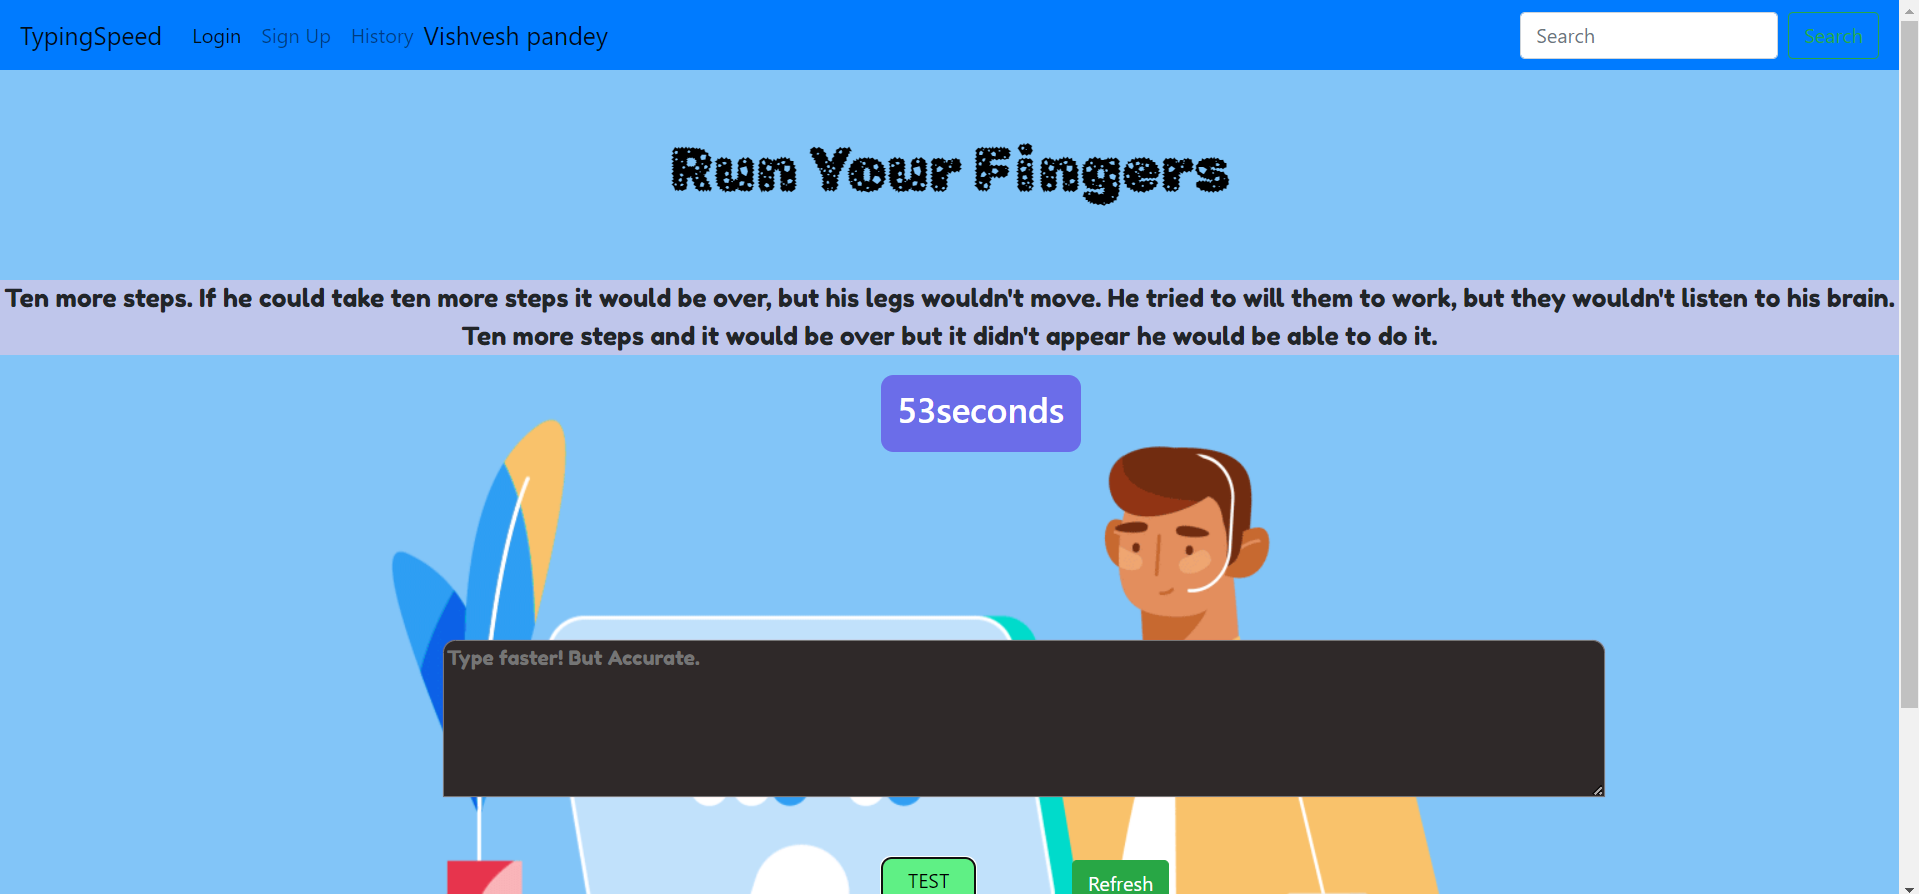 TypingSpeed Login Sign Up History Vishvesh pandey Search Search
Run Your Fingers
Ten more steps. If he could take ten more steps it would be over, but his legs wouldn't move. He tried to will them to work, but they wouldn't listen to his brain.
Ten more steps and it would be over but it didn't appear he would be able to do it.
53seconds
Type faster! But Accurate.
TEST Refresh